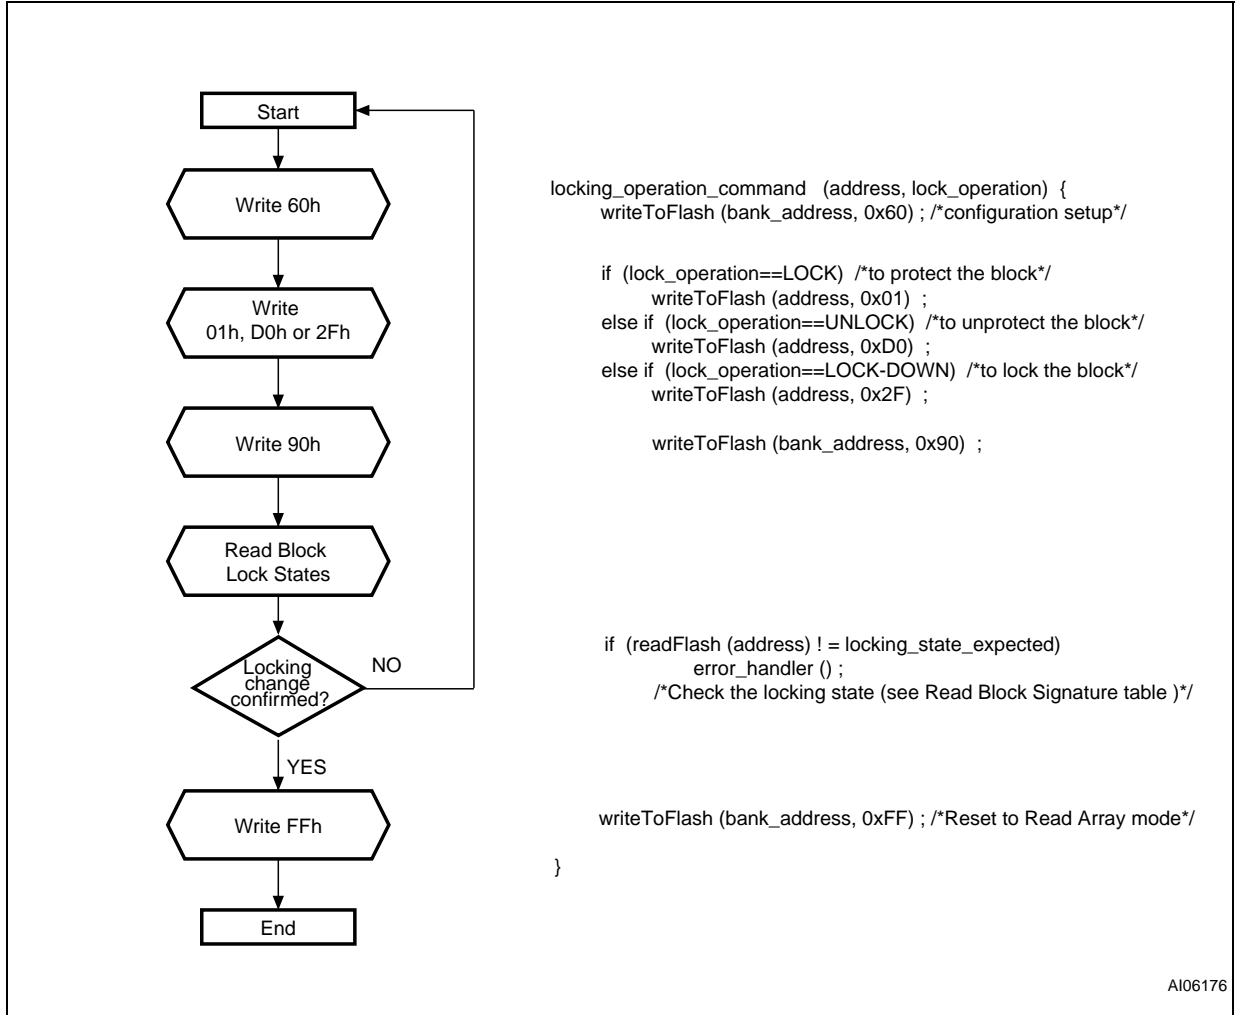 Start
Write 60h
Write
01h, D0h or 2Fh
Write 90h
Read Block
Lock States
Locking
change
confirmed?
NO
YES
Write FFh
End
locking_operation_command (address, lock_operation) {
writeToFlash (bank_address, 0x60) ; /*configuration setup*/
if (lock_operation==LOCK) /*to protect the block*/
writeToFlash (address, 0x01) ;
else if (lock_operation==UNLOCK) /*to unprotect the block*/
writeToFlash (address, 0xD0) ;
else if (lock_operation==LOCK-DOWN) /*to lock the block*/
writeToFlash (address, 0x2F) ;
writeToFlash (bank_address, 0x90) ;
if (readFlash (address) ! = locking_state_expected)
error_handler () ;
/*Check the locking state (see Read Block Signature table )*/
writeToFlash (bank_address, 0xFF) ; /*Reset to Read Array mode*/
}
AI06176